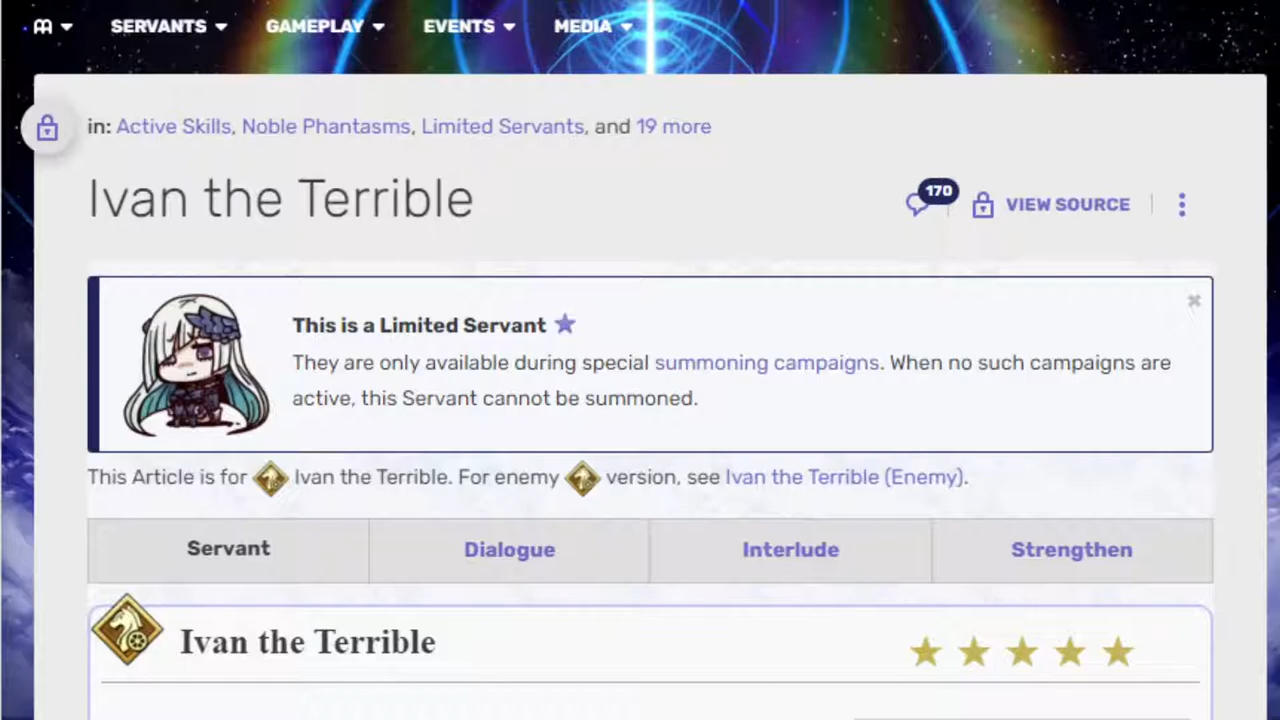 SERVANTS GAMEPLAY EVENTS MEDIA
in: Active Skills, Noble Phantasms, Limited Servants, and 19 more
Ivan the Terrible
170
VIEW SOURCE
This is a Limited Servant
They are only available during special summoning campaigns. When no such campaigns are
active, this Servant cannot be summoned.
This Article is for Ivan the Terrible. For enemy version, see Ivan the Terrible (Enemy).
Servant Dialogue Interlude Strengthen
Ivan the Terrible